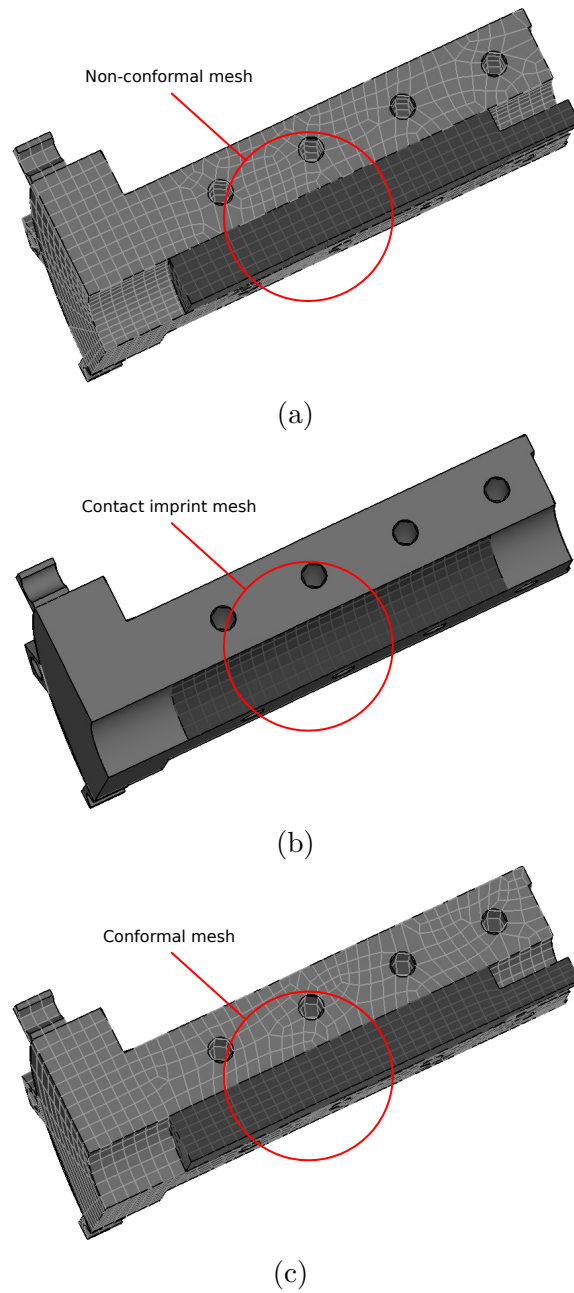 Non-conformal mesh
(a)
Contact imprint mesh
(b)
Conformal mesh
(c)